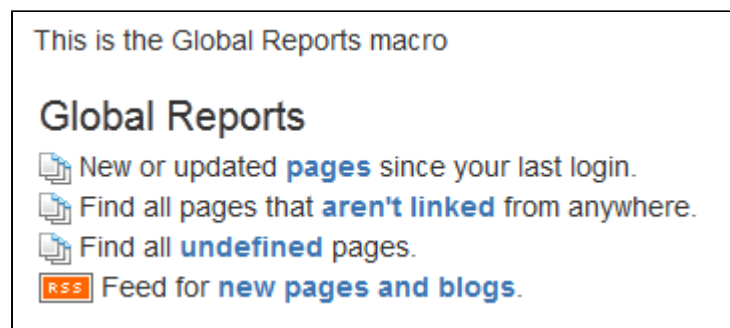 This is the Global Reports macro
Global Reports
New or updated pages since your last login.
Find all pages that aren't linked from anywhere.
Find all undefined pages.
RSS Feed for new pages and blogs.